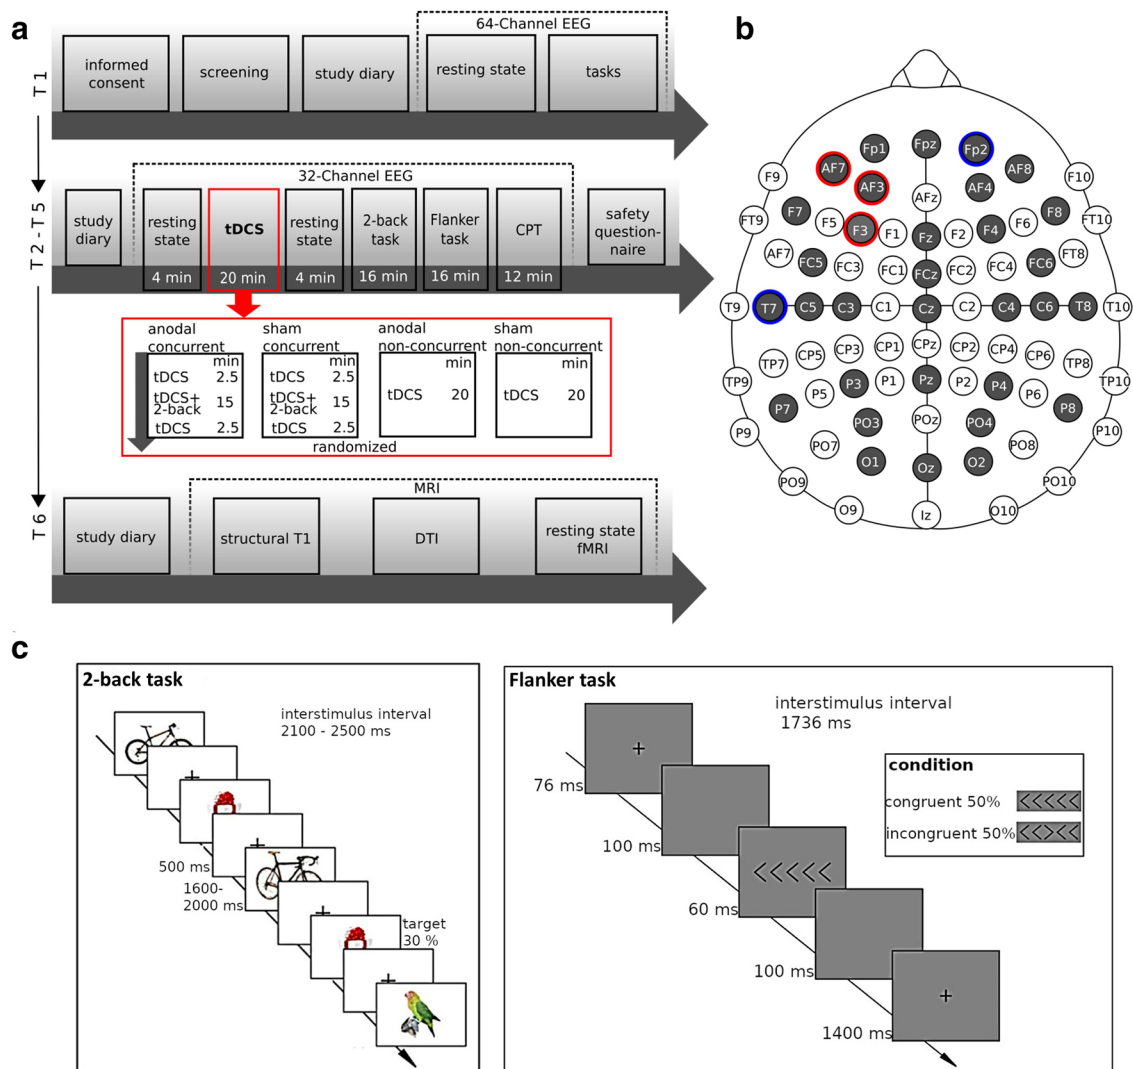 a
64-Channel EEG
T1
informed
consent
screening
study diary
resting state
tasks
T2-T5
32-Channel EEG
study
diary
resting
state
4 min
tDCS
20 min
resting
state
4 min
2-back
task
16 min
Flanker
task
16 min
CPT
12 min
safety
question-
naire
anodal
concurrent
min
tDCS 2.5
tDCS+
2-back 15
tDCS 2.5
sham
concurrent
min
tDCS 2.5
tDCS+
2-back 15
tDCS 2.5
anodal
non-concurrent
min
tDCS 20
sham
non-concurrent
min
tDCS 20
randomized
T6
MRI
study diary
structural T1
DTI
resting state
fMRI
b
Fp1 Fpz Fp2
AF7 AF3 AFz AF4 AF8
F9 F7 F5 F3 F1 Fz F2 F4 F6 F8 F10
FT9 AF7 FC5 FC3 FC1 FCz FC2 FC4 FC6 FT8 FT10
T9 T7 C5 C3 C1 Cz C2 C4 C6 T8 T10
TP9 TP7 CP5 CP3 CP1 CPz CP2 CP4 CP6 TP8 TP10
P9 P7 P5 P3 P1 Pz P2 P4 P6 P8 P10
PO9 PO7 PO3 POz PO4 PO8 PO10
O9 O1 Oz O2 O10
Iz
c
2-back task
interstimulus interval
2100 - 2500 ms
500 ms
1600-
2000 ms
target
30 %
Flanker task
interstimulus interval
1736 ms
76 ms
100 ms
60 ms
100 ms
1400 ms
condition
congruent 50% <<<<<
incongruent 50% <<><<
+
<<<<<
+